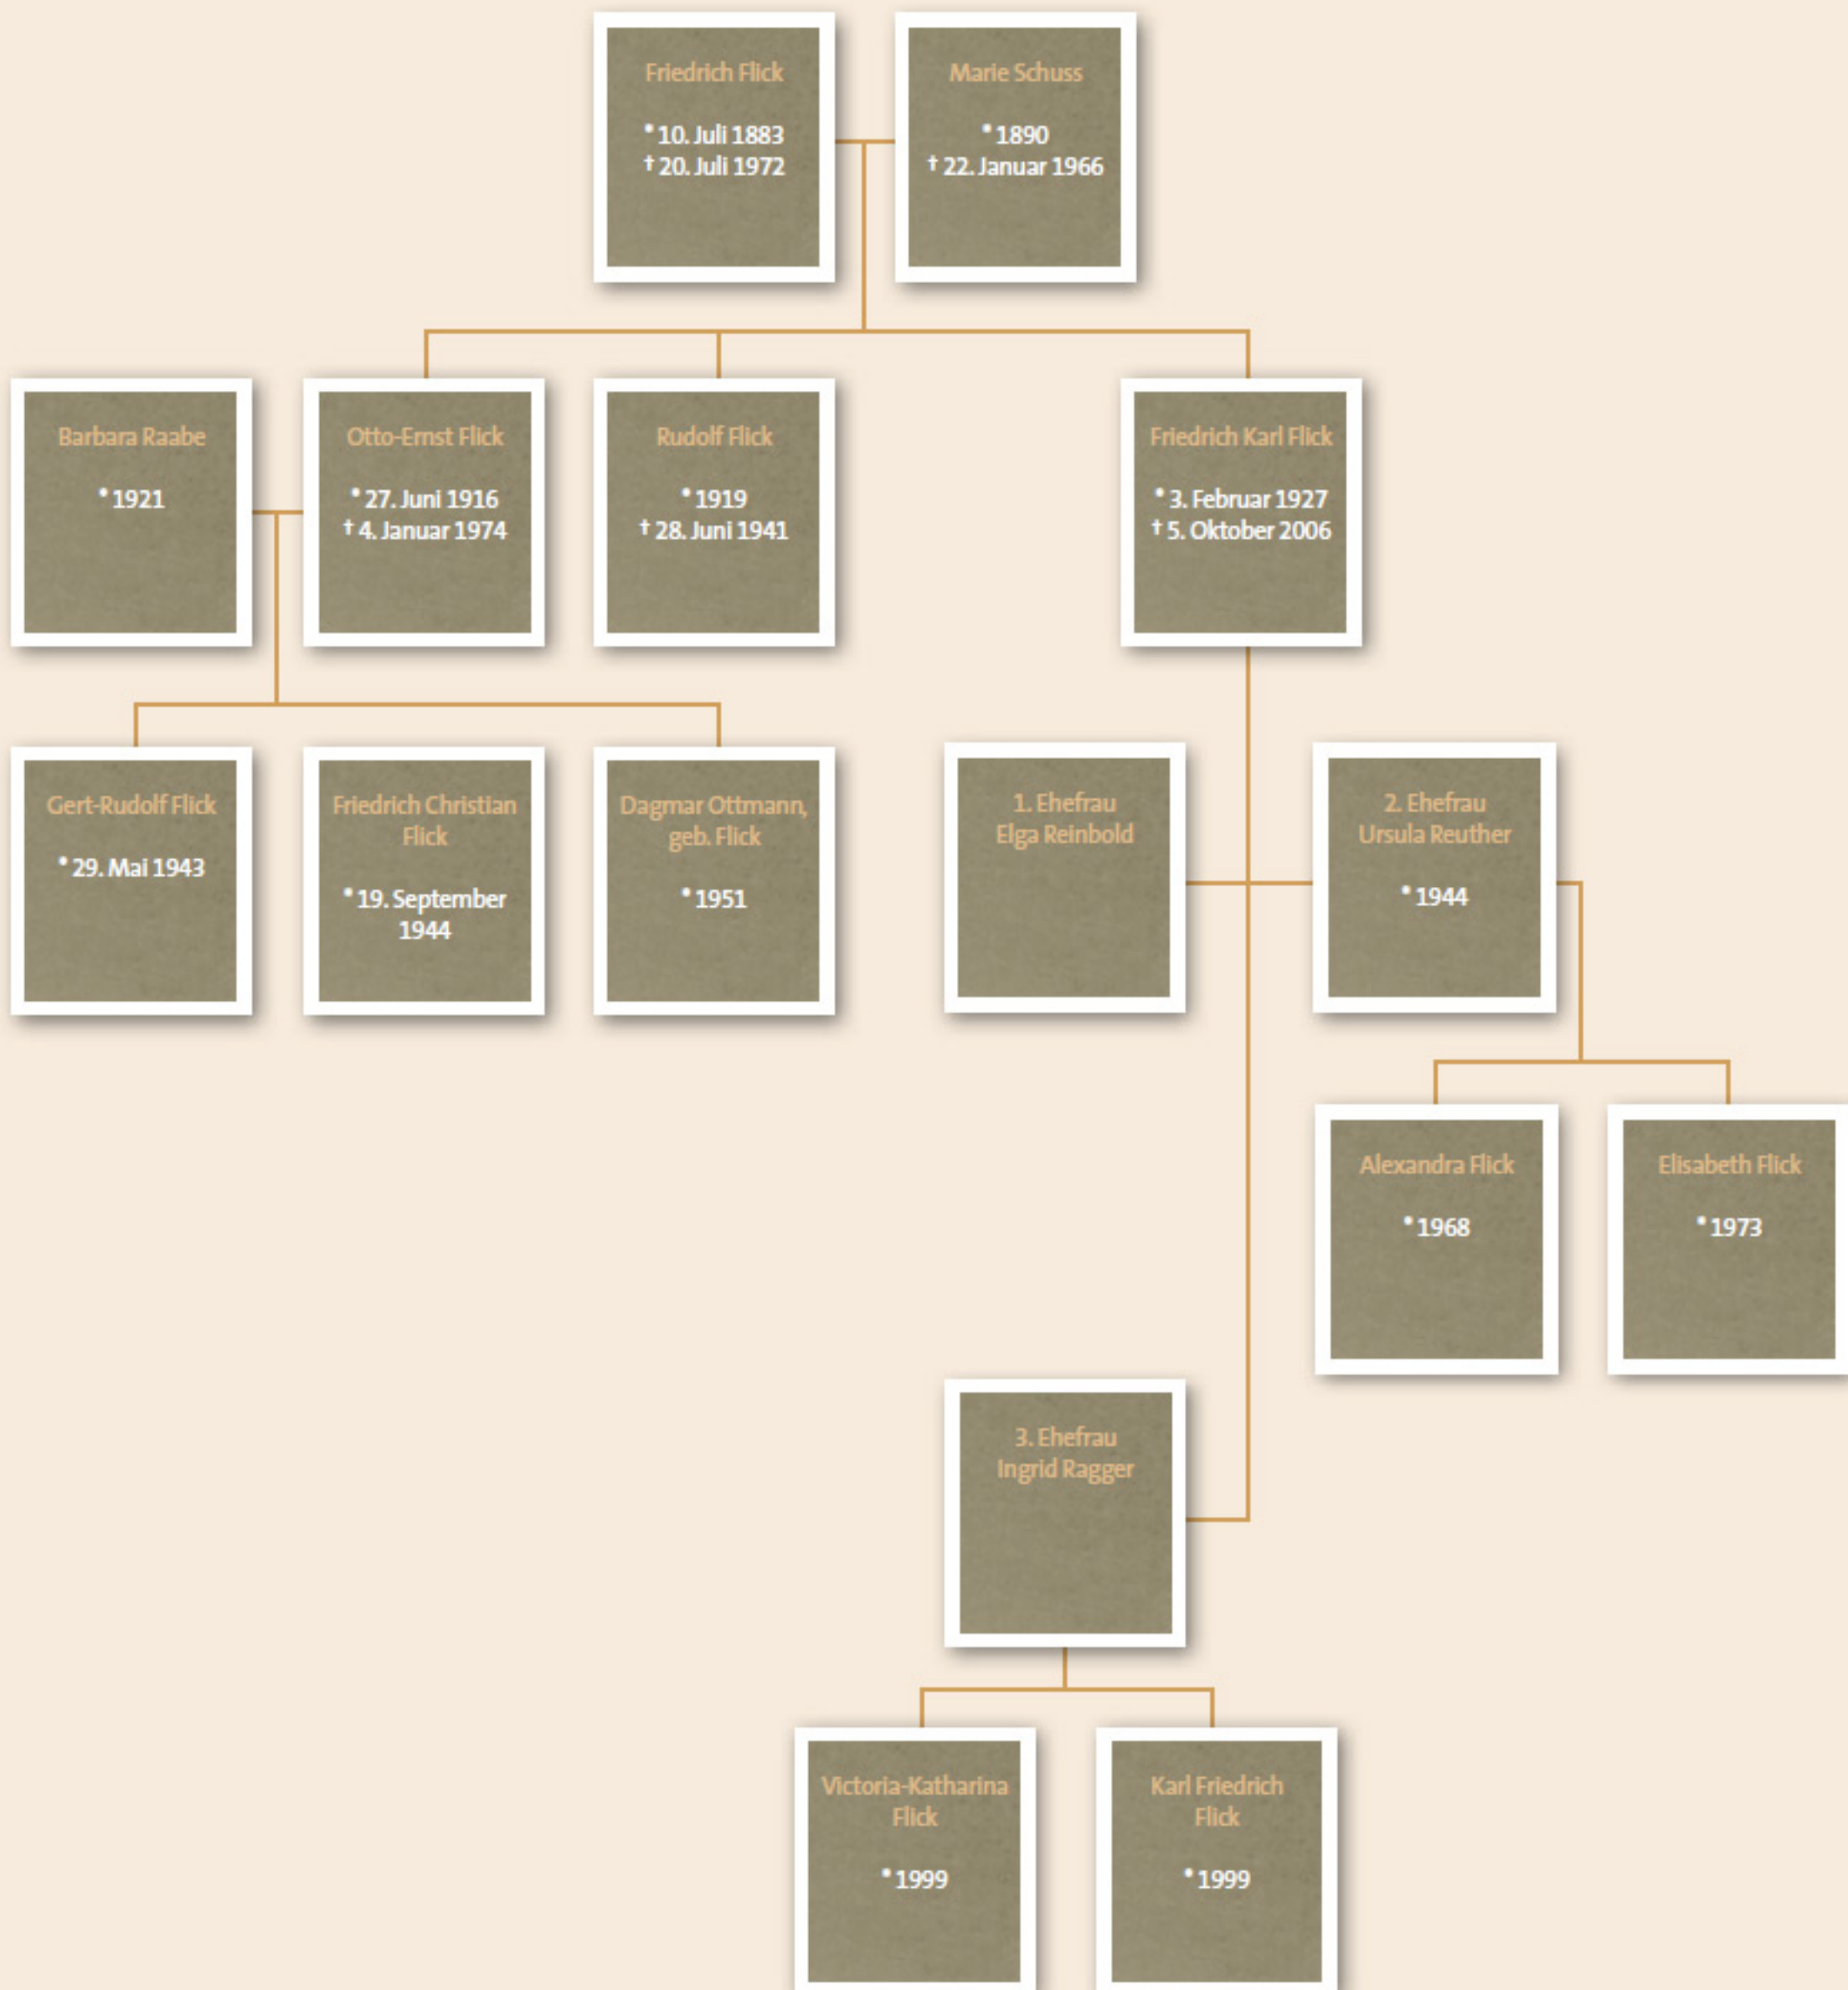 Friedrich Flick
* 10. Juli 1883
† 20. Juli 1972
Marie Schuss
* 1890
† 22. Januar 1966
Barbara Raabe
* 1921
Otto-Ernst Flick
* 27. Juni 1916
† 4. Januar 1974
Rudolf Flick
* 1919
† 28. Juni 1941
Friedrich Karl Flick
* 3. Februar 1927
† 5. Oktober 2006
Gert-Rudolf Flick
* 29. Mai 1943
Friedrich Christian
Flick
* 19. September
1944
Dagmar Ottmann,
geb. Flick
* 1951
1. Ehefrau
Elga Reinbold
2. Ehefrau
Ursula Reuther
* 1944
Alexandra Flick
* 1968
Elisabeth Flick
* 1973
3. Ehefrau
Ingrid Ragger
Victoria-Katharina
Flick
* 1999
Karl Friedrich
Flick
* 1999